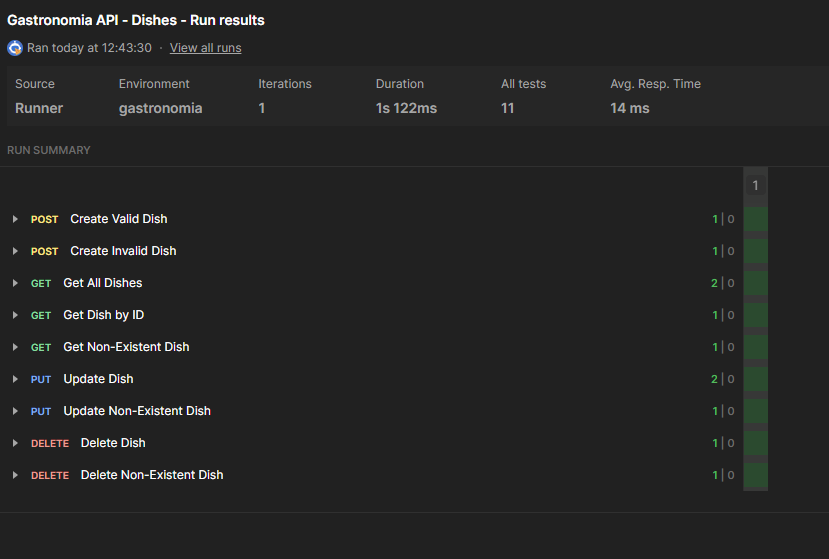 Gastronomia API - Dishes - Run results
Ran today at 12:43:30 · View all runs
Source Environment Iterations Duration All tests Avg. Resp. Time
Runner gastronomia 1 1s 122ms 11 14 ms
RUN SUMMARY
1
POST Create Valid Dish 1 | 0
POST Create Invalid Dish 1 | 0
GET Get All Dishes 2 | 0
GET Get Dish by ID 1 | 0
GET Get Non-Existent Dish 1 | 0
PUT Update Dish 2 | 0
PUT Update Non-Existent Dish 1 | 0
DELETE Delete Dish 1 | 0
DELETE Delete Non-Existent Dish 1 | 0